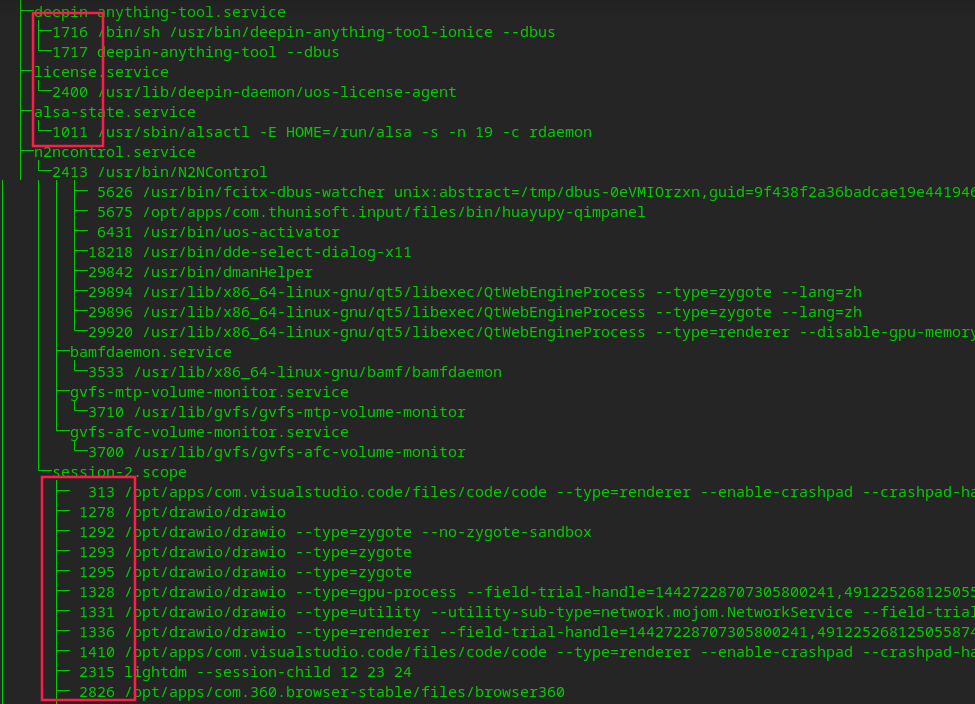 ├─deepin-anything-tool.service
│ ├─1716 /bin/sh /usr/bin/deepin-anything-tool-ionice --dbus
│ └─1717 deepin-anything-tool --dbus
├─license.service
│ └─2400 /usr/lib/deepin-daemon/uos-license-agent
├─alsa-state.service
│ └─1011 /usr/sbin/alsactl -E HOME=/run/alsa -s -n 19 -c rdaemon
├─n2ncontrol.service
│ └─2413 /usr/bin/N2NControl
├─ 5626 /usr/bin/fcitx-dbus-watcher unix:abstract=/tmp/dbus-0eVMIOrzxn,guid=9f438f2a36badcae19e441946
├─ 5675 /opt/apps/com.thunisoft.input/files/bin/huayupy-qimpanel
├─ 6431 /usr/bin/uos-activator
├─18218 /usr/bin/dde-select-dialog-x11
├─29842 /usr/bin/dmanHelper
├─29894 /usr/lib/x86_64-linux-gnu/qt5/libexec/QtWebEngineProcess --type=zygote --lang=zh
├─29896 /usr/lib/x86_64-linux-gnu/qt5/libexec/QtWebEngineProcess --type=zygote --lang=zh
└─29920 /usr/lib/x86_64-linux-gnu/qt5/libexec/QtWebEngineProcess --type=renderer --disable-gpu-memory
├─bamfdaemon.service
│ └─3533 /usr/lib/x86_64-linux-gnu/bamf/bamfdaemon
├─gvfs-mtp-volume-monitor.service
│ └─3710 /usr/lib/gvfs/gvfs-mtp-volume-monitor
└─gvfs-afc-volume-monitor.service
└─3700 /usr/lib/gvfs/gvfs-afc-volume-monitor
└─session-2.scope
├─ 313 /opt/apps/com.visualstudio.code/files/code/code --type=renderer --enable-crashpad --crashpad-ha
├─ 1278 /opt/drawio/drawio
├─ 1292 /opt/drawio/drawio --type=zygote --no-zygote-sandbox
├─ 1293 /opt/drawio/drawio --type=zygote
├─ 1295 /opt/drawio/drawio --type=zygote
├─ 1328 /opt/drawio/drawio --type=gpu-process --field-trial-handle=14427228707305800241,491225268125055
├─ 1331 /opt/drawio/drawio --type=utility --utility-sub-type=network.mojom.NetworkService --field-trial
├─ 1336 /opt/drawio/drawio --type=renderer --field-trial-handle=14427228707305800241,491225268125055874
├─ 1410 /opt/apps/com.visualstudio.code/files/code/code --type=renderer --enable-crashpad --crashpad-ha
├─ 2315 lightdm --session-child 12 23 24
├─ 2826 /opt/apps/com.360.browser-stable/files/browser360